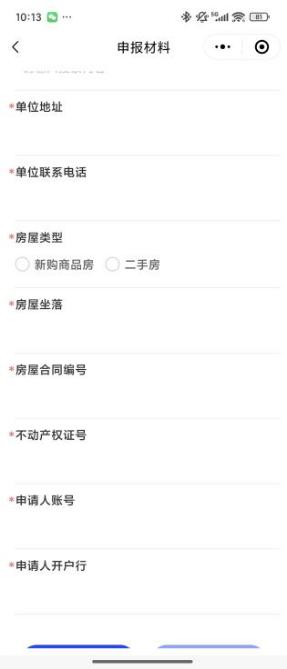 10:13
5G
81
申报材料
*单位地址
*单位联系电话
*房屋类型
新购商品房 二手房
*房屋坐落
*房屋合同编号
*不动产权证号
*申请人账号
*申请人开户行